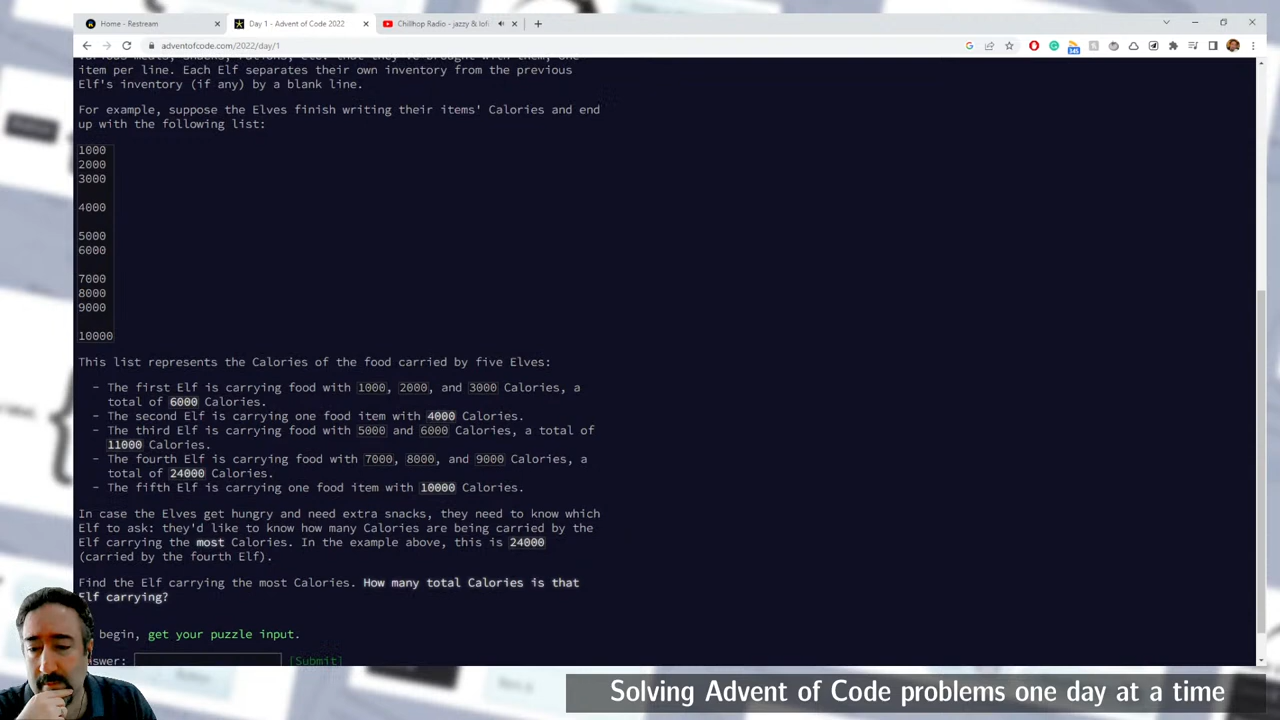 Home - Restream
Day 1 - Advent of Code 2022
Chillhop Radio - jazzy & lofi
adventofcode.com/2022/day/1
345
item per line. Each Elf separates their own inventory from the previous
Elf's inventory (if any) by a blank line.
For example, suppose the Elves finish writing their items' Calories and end
up with the following list:
1000
2000
3000
4000
5000
6000
7000
8000
9000
10000
This list represents the Calories of the food carried by five Elves:
- The first Elf is carrying food with 1000, 2000, and 3000 Calories, a
total of 6000 Calories.
- The second Elf is carrying one food item with 4000 Calories.
- The third Elf is carrying food with 5000 and 6000 Calories, a total of
11000 Calories.
- The fourth Elf is carrying food with 7000, 8000, and 9000 Calories, a
total of 24000 Calories.
- The fifth Elf is carrying one food item with 10000 Calories.
In case the Elves get hungry and need extra snacks, they need to know which
Elf to ask: they'd like to know how many Calories are being carried by the
Elf carrying the most Calories. In the example above, this is 24000
(carried by the fourth Elf).
Find the Elf carrying the most Calories. How many total Calories is that
Elf carrying?
begin, get your puzzle input.
swer: [Submit]
Solving Advent of Code problems one day at a time